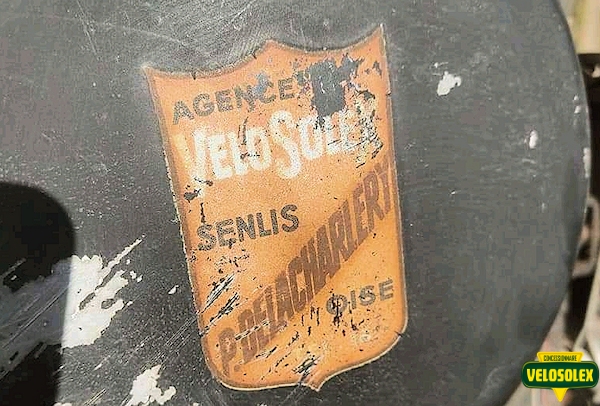 AGENCE
VELOSOLEX
SENLIS
P. DELACHARLERY
OISE
CONCESSIONNAIRE
VELOSOLEX